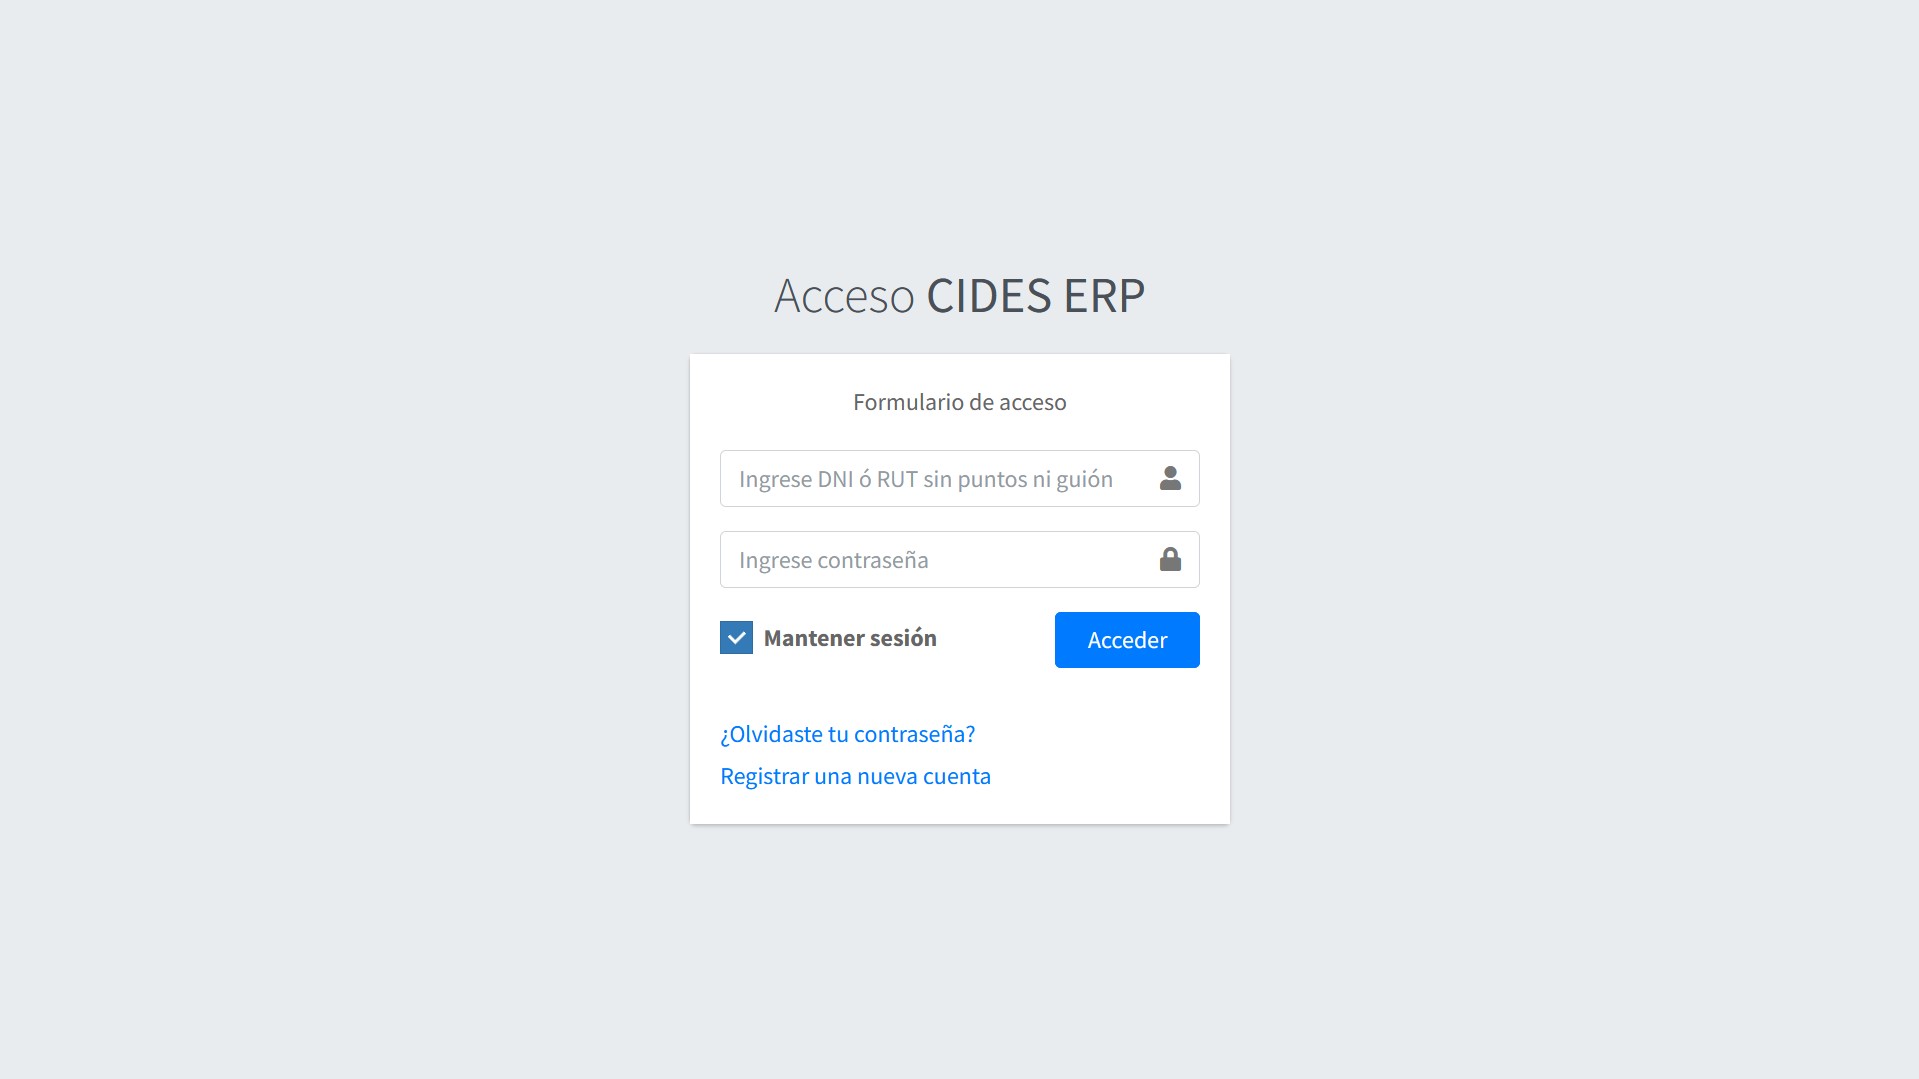 Acceso CIDES ERP
Formulario de acceso
Ingrese DNI ó RUT sin puntos ni guión
Ingrese contraseña
Mantener sesión
Acceder
¿Olvidaste tu contraseña?
Registrar una nueva cuenta